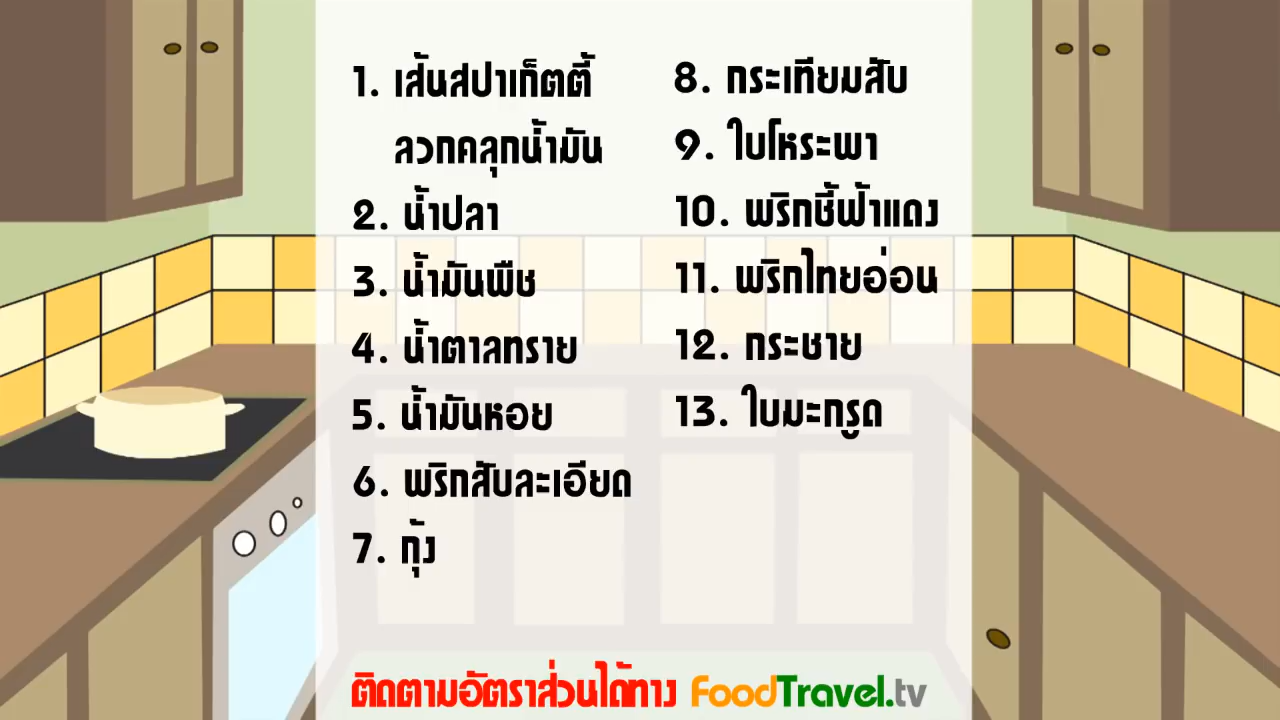 1. เส้นสปาเก็ตตี้
ลวกคลุกน้ำมัน
2. น้ำปลา
3. น้ำมันพืช
4. น้ำตาลทราย
5. น้ำมันหอย
6. พริกสับละเอียด
7. กุ้ง
8. กระเทียมสับ
9. ใบโหระพา
10. พริกชี้ฟ้าแดง
11. พริกไทยอ่อน
12. กระชาย
13. ใบมะกรูด
ติดตามอัตราส่วนได้ทาง FoodTravel.tv